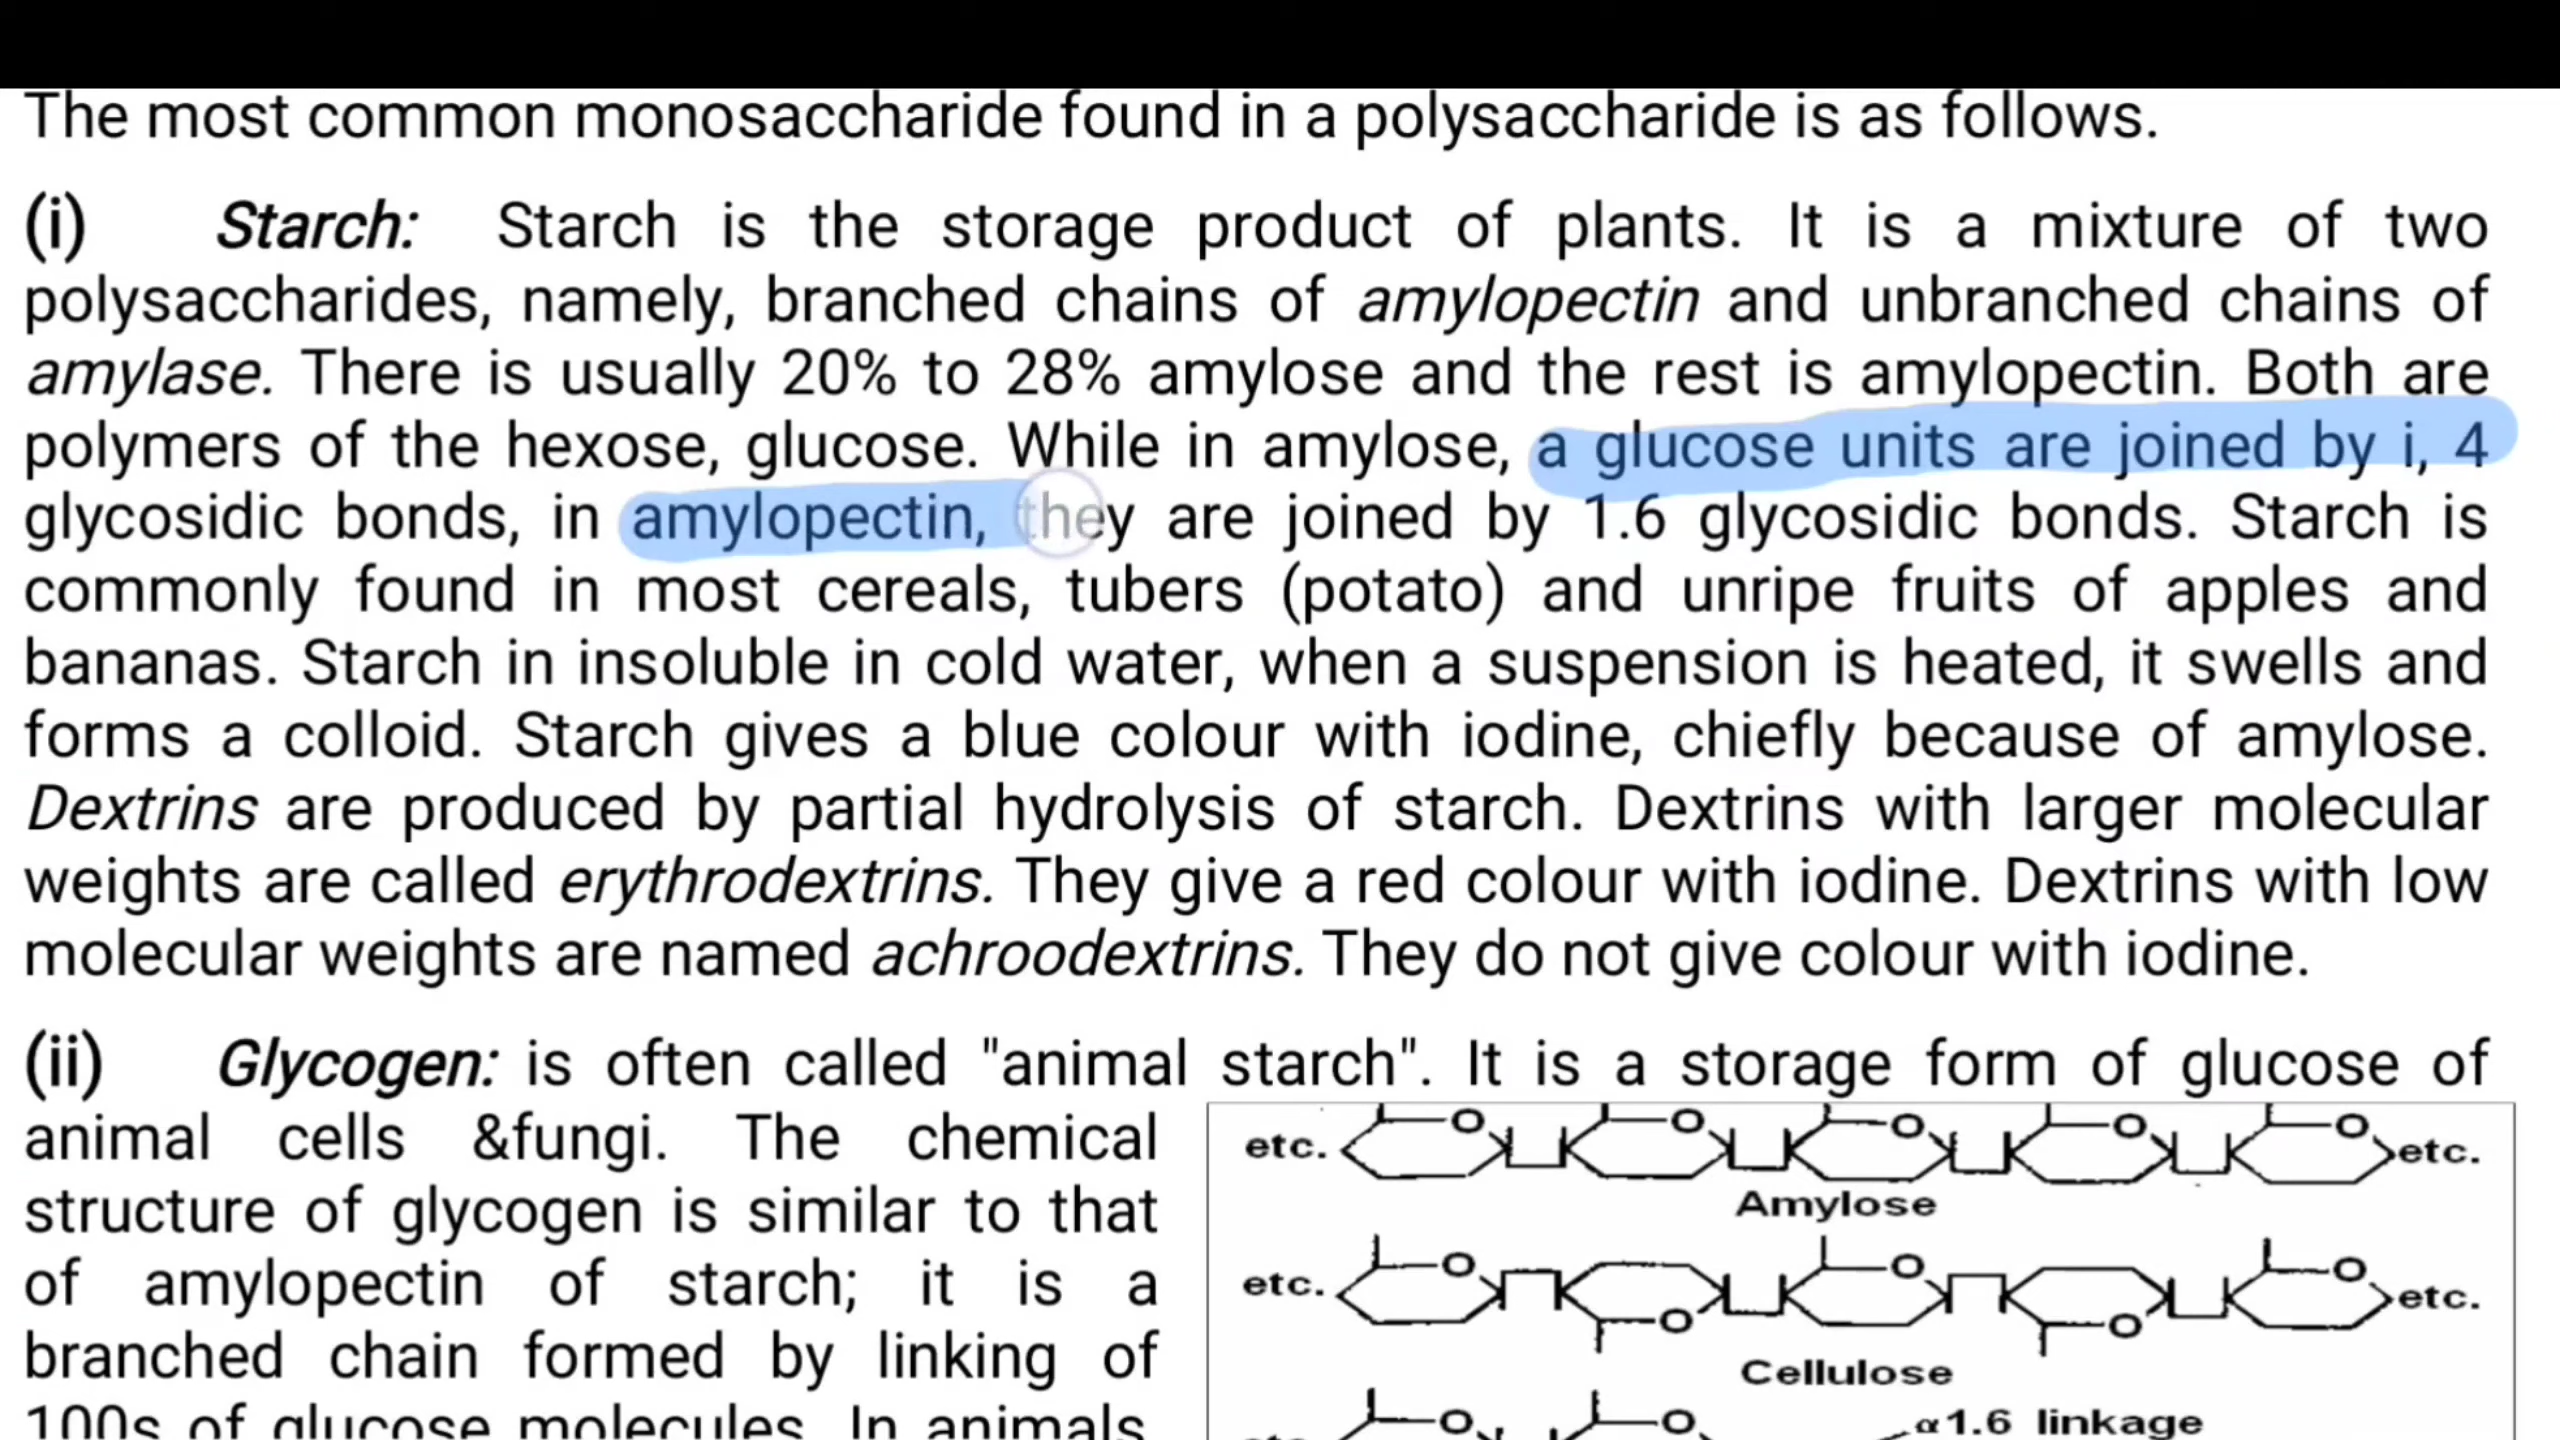 The most common monosaccharide found in a polysaccharide is as follows.
(i) Starch: Starch is the storage product of plants. It is a mixture of two
polysaccharides, namely, branched chains of amylopectin and unbranched chains of
amylase. There is usually 20% to 28% amylose and the rest is amylopectin. Both are
polymers of the hexose, glucose. While in amylose, a glucose units are joined by i, 4
glycosidic bonds, in amylopectin, they are joined by 1.6 glycosidic bonds. Starch is
commonly found in most cereals, tubers (potato) and unripe fruits of apples and
bananas. Starch in insoluble in cold water, when a suspension is heated, it swells and
forms a colloid. Starch gives a blue colour with iodine, chiefly because of amylose.
Dextrins are produced by partial hydrolysis of starch. Dextrins with larger molecular
weights are called erythrodextrins. They give a red colour with iodine. Dextrins with low
molecular weights are named achroodextrins. They do not give colour with iodine.
(ii) Glycogen: is often called "animal starch". It is a storage form of glucose of
animal cells &fungi. The chemical
structure of glycogen is similar to that
of amylopectin of starch; it is a
branched chain formed by linking of
100s of glucose molecules. In animals,
etc. O O O O O etc.
Amylose
etc. O O O O O etc.
Cellulose
O O α1.6 linkage